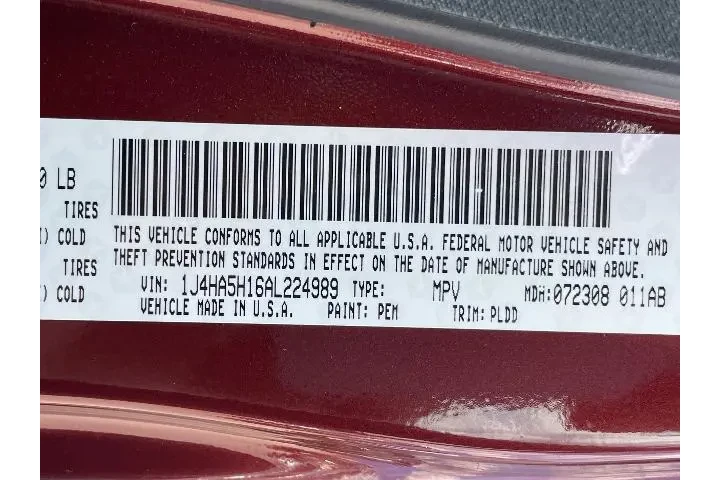 0 LB
TIRES
) COLD
TIRES
) COLD
THIS VEHICLE CONFORMS TO ALL APPLICABLE U.S.A. FEDERAL MOTOR VEHICLE SAFETY AND
THEFT PREVENTION STANDARDS IN EFFECT ON THE DATE OF MANUFACTURE SHOWN ABOVE.
VIN: 1J4HA5H16AL224989 TYPE: MPV MDH:072308 011AB
VEHICLE MADE IN U.S.A. PAINT: PEM TRIM: PLDD